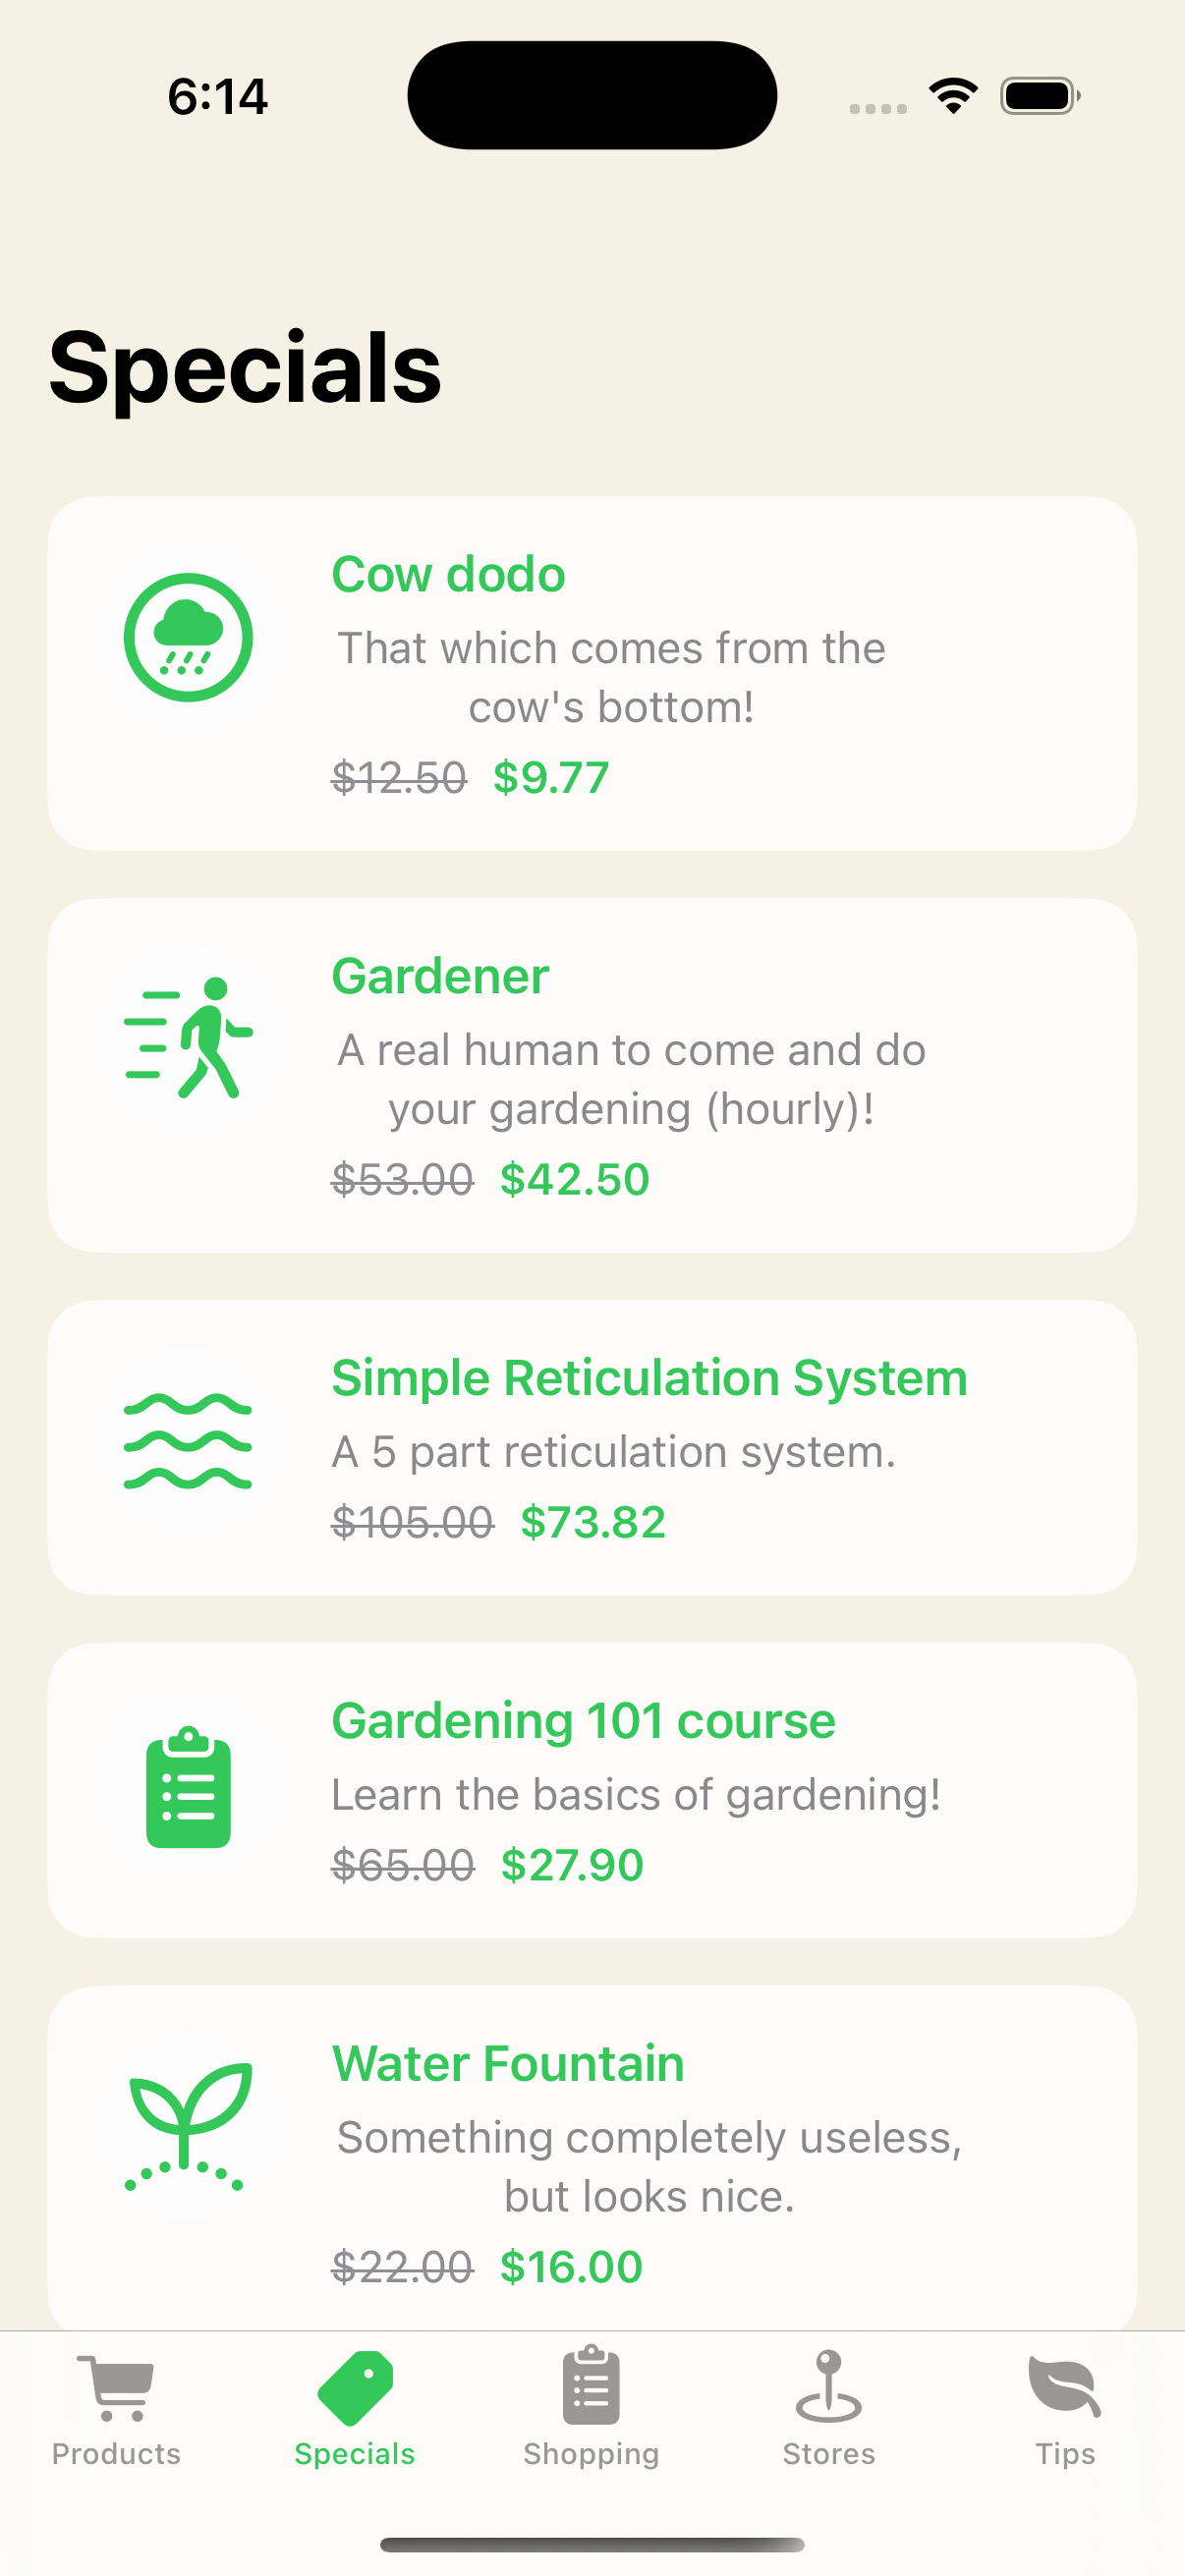 6:14
Specials
Cow dodo
That which comes from the
cow's bottom!
$12.50 $9.77
Gardener
A real human to come and do
your gardening (hourly)!
$53.00 $42.50
Simple Reticulation System
A 5 part reticulation system.
$105.00 $73.82
Gardening 101 course
Learn the basics of gardening!
$65.00 $27.90
Water Fountain
Something completely useless,
but looks nice.
$22.00 $16.00
Products Specials Shopping Stores Tips